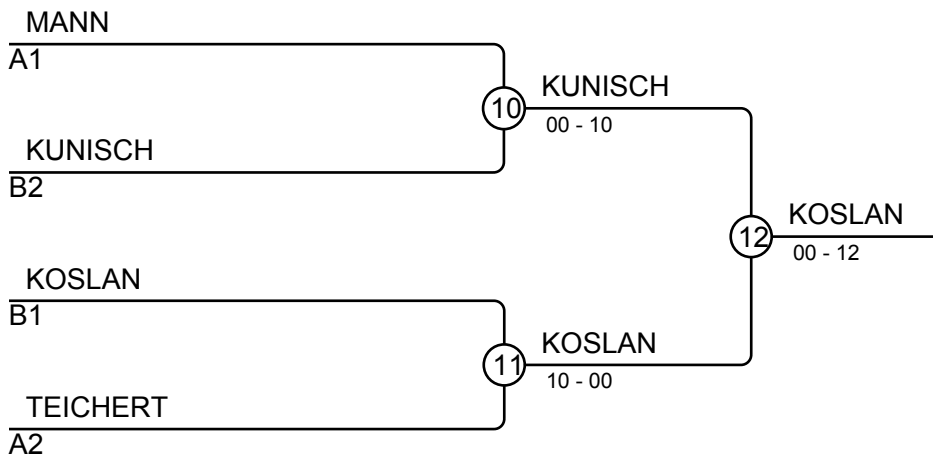 MANN
A1
10
KUNISCH
00 - 10
KUNISCH
B2
12
KOSLAN
00 - 12
KOSLAN
B1
11
KOSLAN
10 - 00
TEICHERT
A2